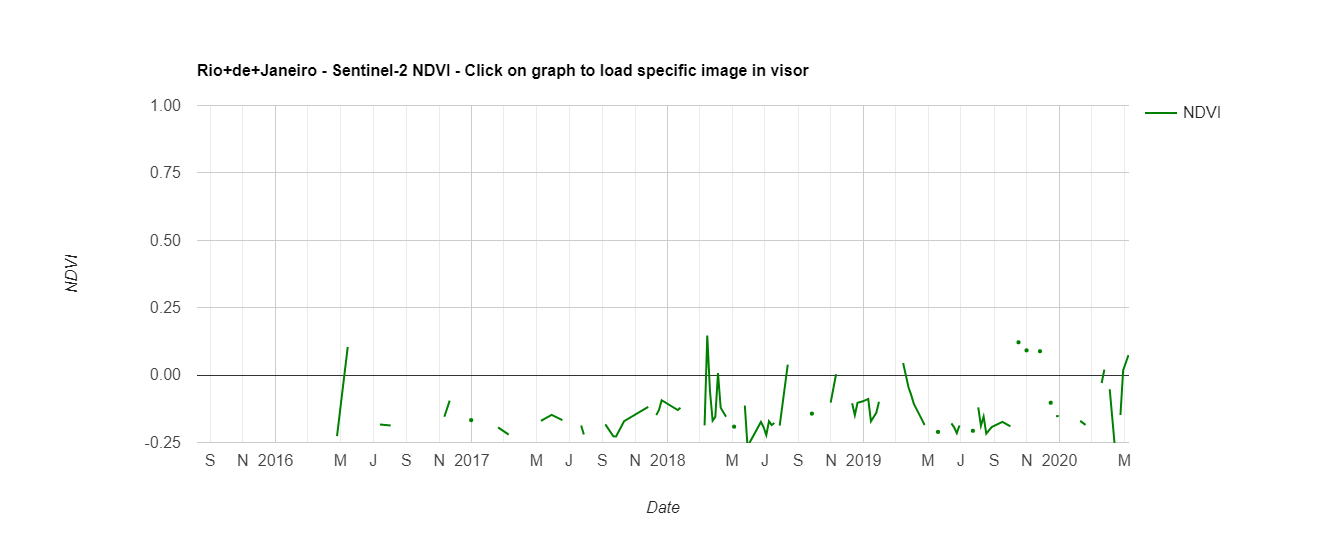 Rio+de+Janeiro - Sentinel-2 NDVI - Click on graph to load specific image in visor
1.00
NDVI
0.75
0.50
NDVI
0.25
0.00
-0.25
S N 2016 M J S N 2017 M J S N 2018 M J S N 2019 M J S N 2020 M
Date